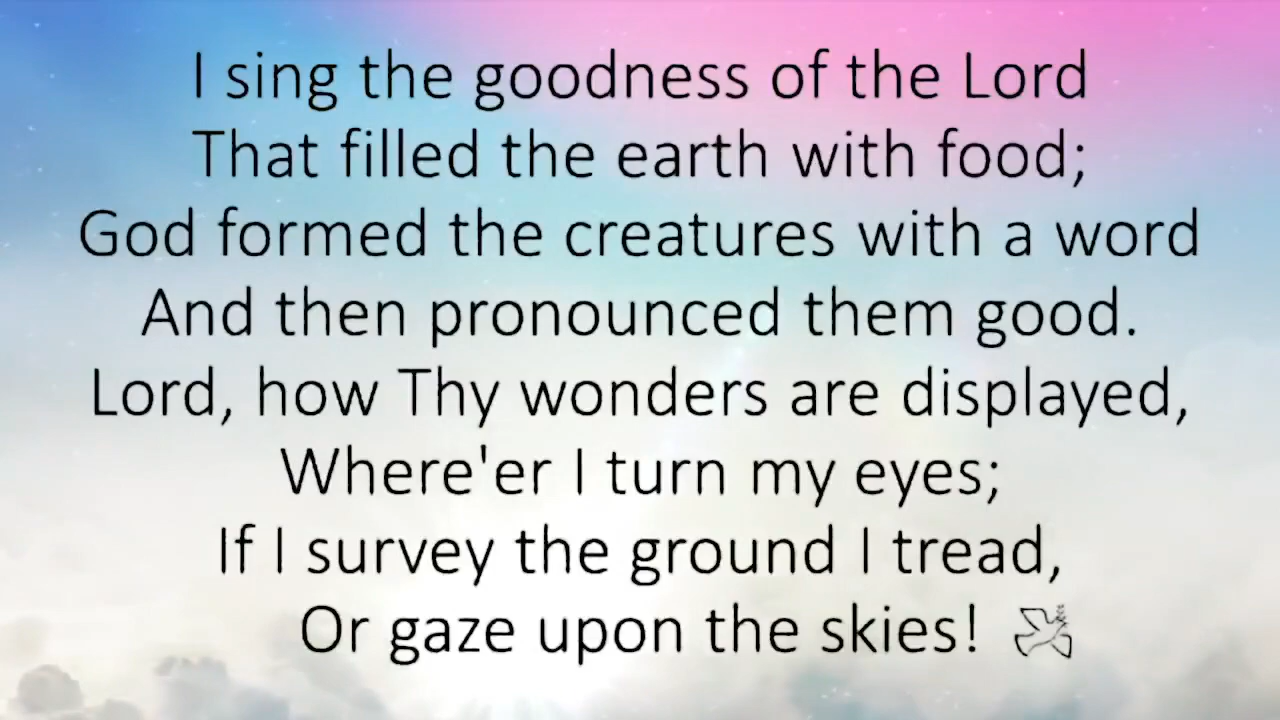 I sing the goodness of the Lord
That filled the earth with food;
God formed the creatures with a word
And then pronounced them good.
Lord, how Thy wonders are displayed,
Where'er I turn my eyes;
If I survey the ground I tread,
Or gaze upon the skies!